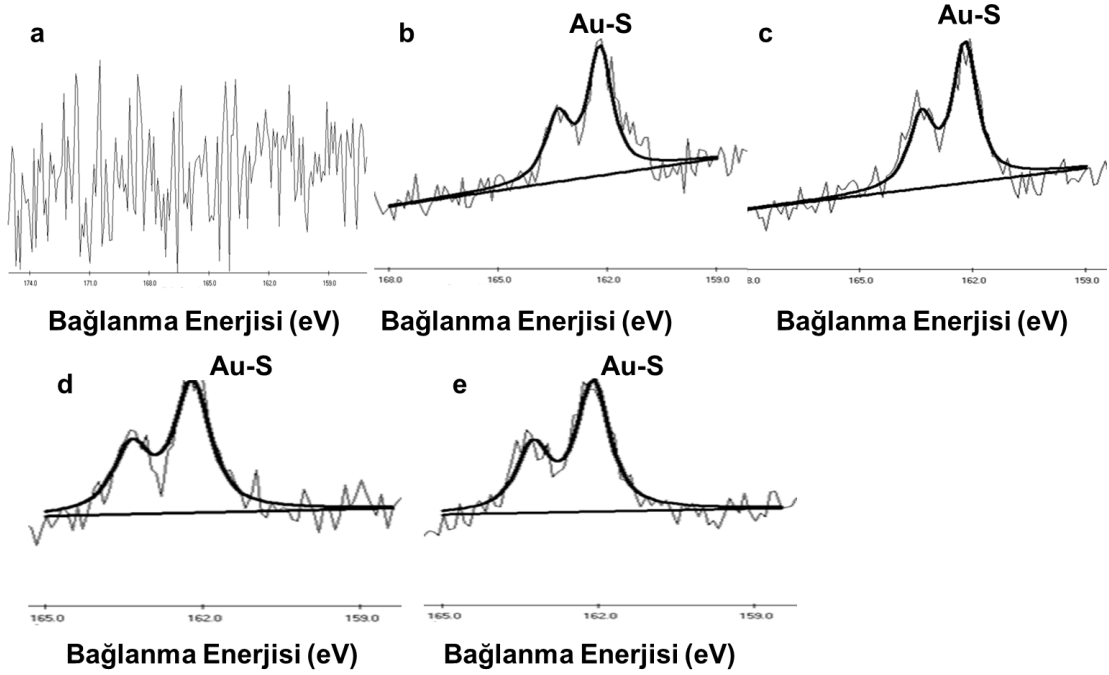 a
b
Au-S
c
Au-S
174.0 171.0 168.0 165.0 162.0 159.0
168.0 165.0 162.0 159.0
8.0 165.0 162.0 159.0
Bağlanma Enerjisi (eV)
Bağlanma Enerjisi (eV)
Bağlanma Enerjisi (eV)
d
Au-S
e
Au-S
165.0 162.0 159.0
165.0 162.0 159.0
Bağlanma Enerjisi (eV)
Bağlanma Enerjisi (eV)